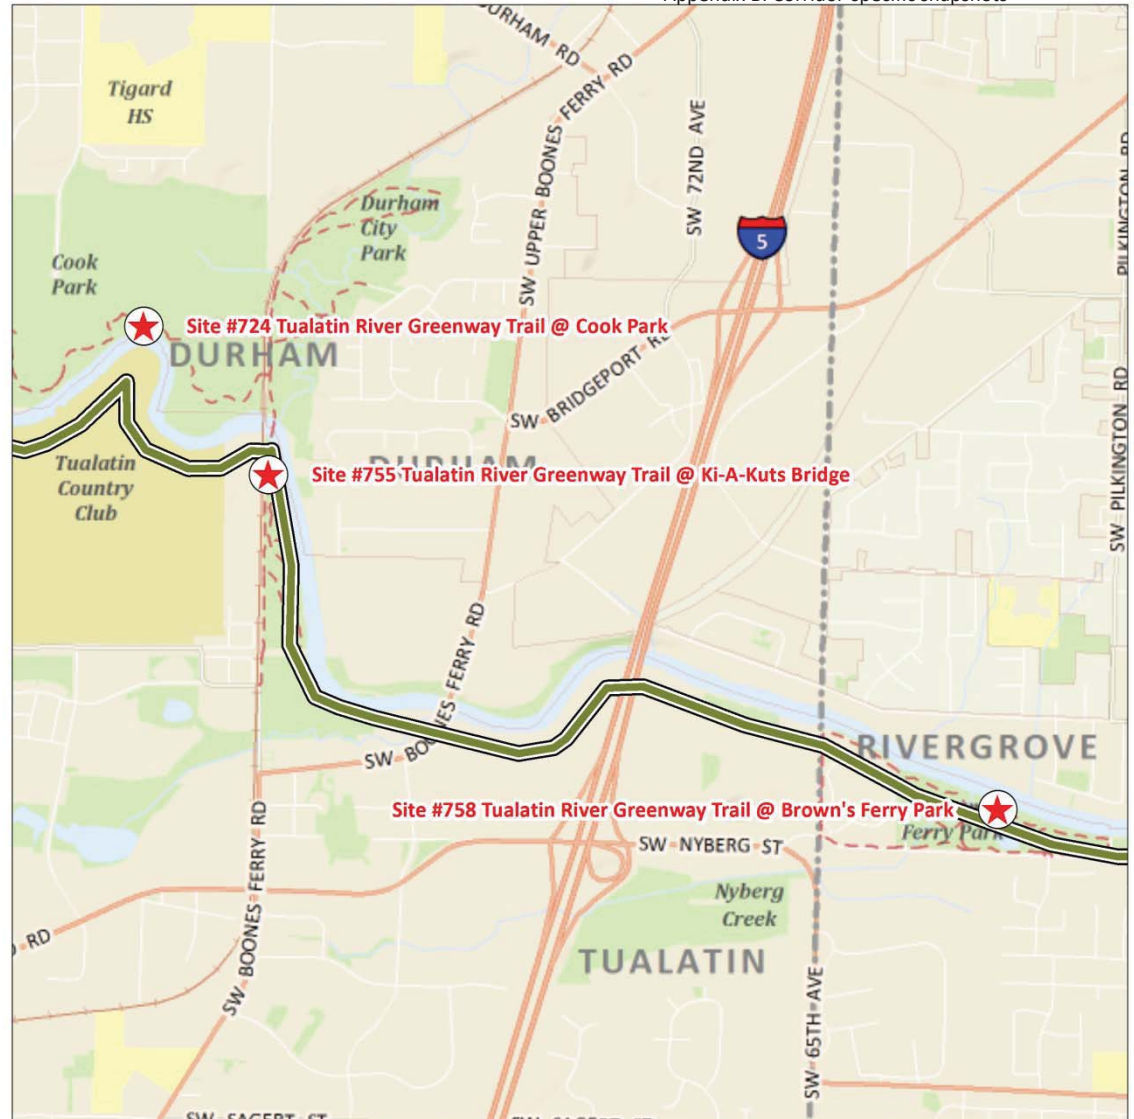 DURHAM RD
Tigard
HS
SW UPPER BOONES FERRY RD
SW 72ND AVE
PILKINGTON RD
Durham
City
Park
5
Cook
Park
Site #724 Tualatin River Greenway Trail @ Cook Park
DURHAM
SW BRIDGEPORT RD
SW PILKINGTON RD
Tualatin
Country
Club
DURHAM
Site #755 Tualatin River Greenway Trail @ Ki-A-Kuts Bridge
SW BOONES FERRY RD
RIVERGROVE
Site #758 Tualatin River Greenway Trail @ Brown's Ferry Park
Ferry Park
SW NYBERG ST
SW BOONES FERRY RD
Nyberg
Creek
RD
TUALATIN
SW 65TH AVE
SW SAGERT ST